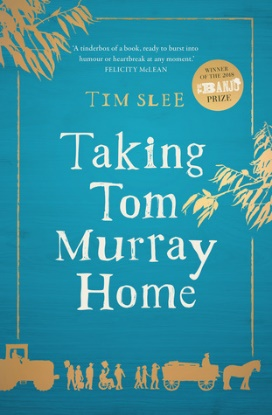 'A tinderbox of a book, ready to burst into
humour or heartbreak at any moment.'
FELICITY McLEAN
TIM SLEE
WINNER
OF THE 2018
BANJO
PRIZE
Taking
Tom
Murray
Home